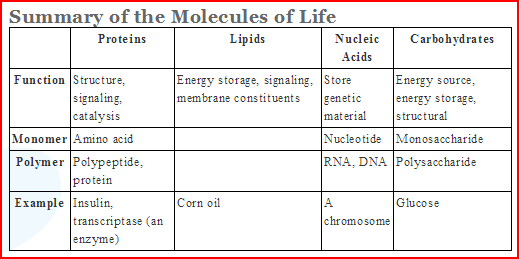 Summary of the Molecules of Life
Proteins Lipids Nucleic Carbohydrates
Acids
Function Structure, Energy storage, signaling, Store Energy source,
signaling, membrane constituents genetic energy storage,
catalysis material structural
Monomer Amino acid Nucleotide Monosaccharide
Polymer Polypeptide, RNA, DNA Polysaccharide
protein
Example Insulin, Corn oil A Glucose
transcriptase (an chromosome
enzyme)